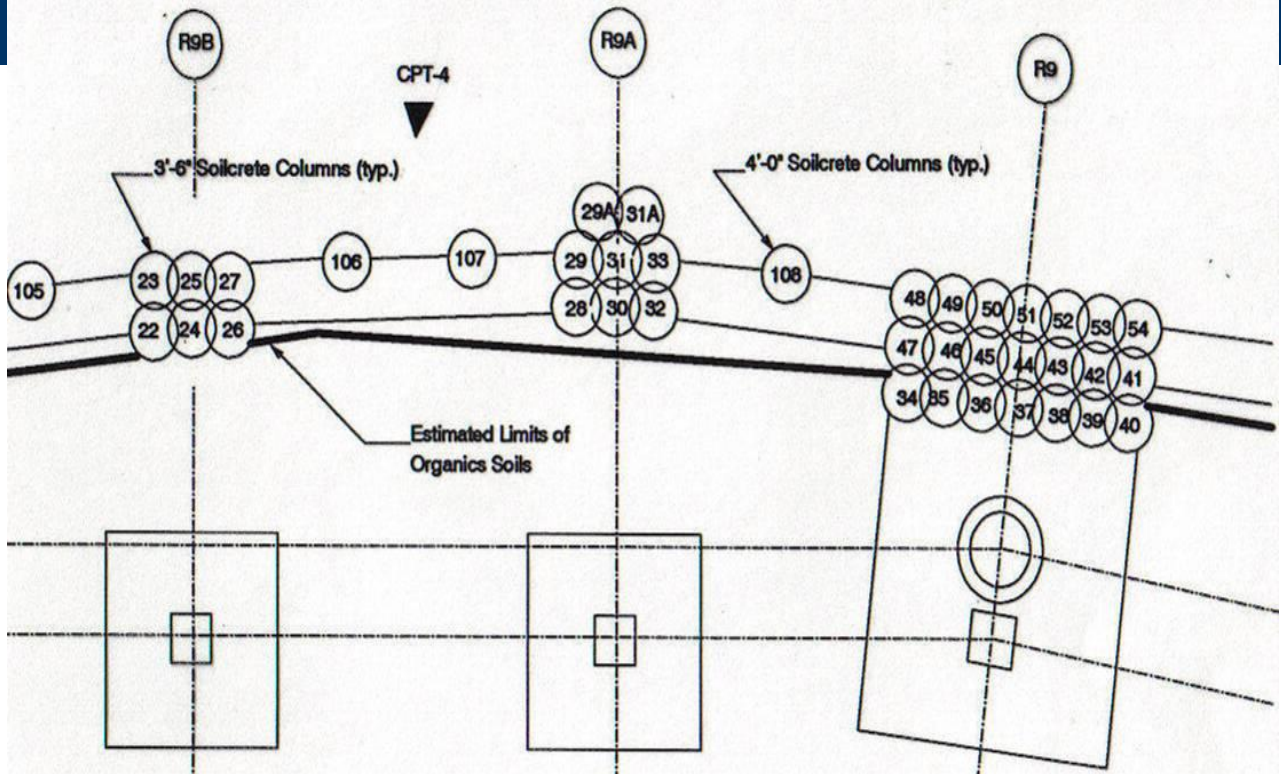 R9B
R9A
R9
CPT-4
3'-6" Soilcrete Columns (typ.)
4'-0" Soilcrete Columns (typ.)
29A 31A
105
23 25 27
106
107
29 31 33
108
22 24 26
28 30 32
48 49 50 51 52 53 54
47 46 45 44 43 42 41
34 35 36 37 38 39 40
Estimated Limits of
Organics Soils